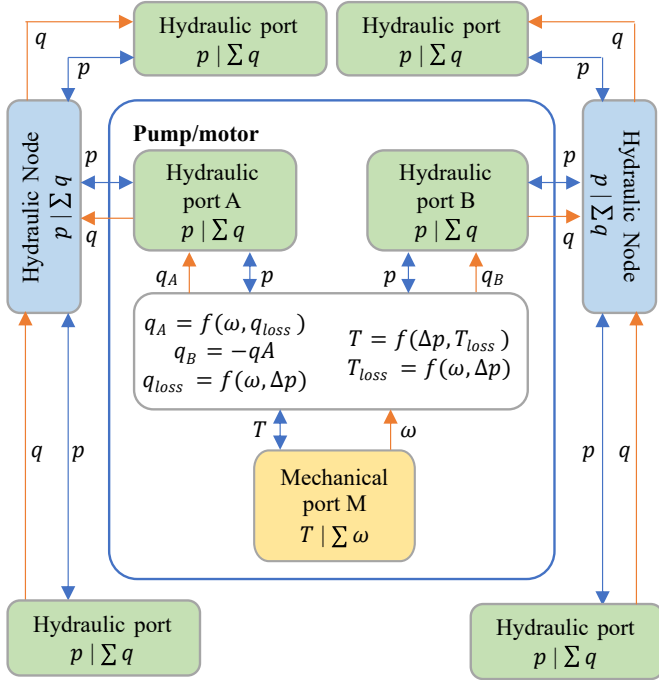 q
Hydraulic port
p | ∑ q
Hydraulic port
p | ∑ q
q
p
p
Pump/motor
Hydraulic Node
p | ∑ q
p
q
Hydraulic
port A
p | ∑ q
Hydraulic
port B
p | ∑ q
p
q
Hydraulic Node
p | ∑ q
q_A
p
p
q_B
q_A = f(ω, q_loss)
q_B = −qA
q_loss = f(ω, Δp)
T = f(Δp, T_loss)
T_loss = f(ω, Δp)
T
ω
q
p
Mechanical
port M
T | ∑ ω
p
q
Hydraulic port
p | ∑ q
Hydraulic port
p | ∑ q